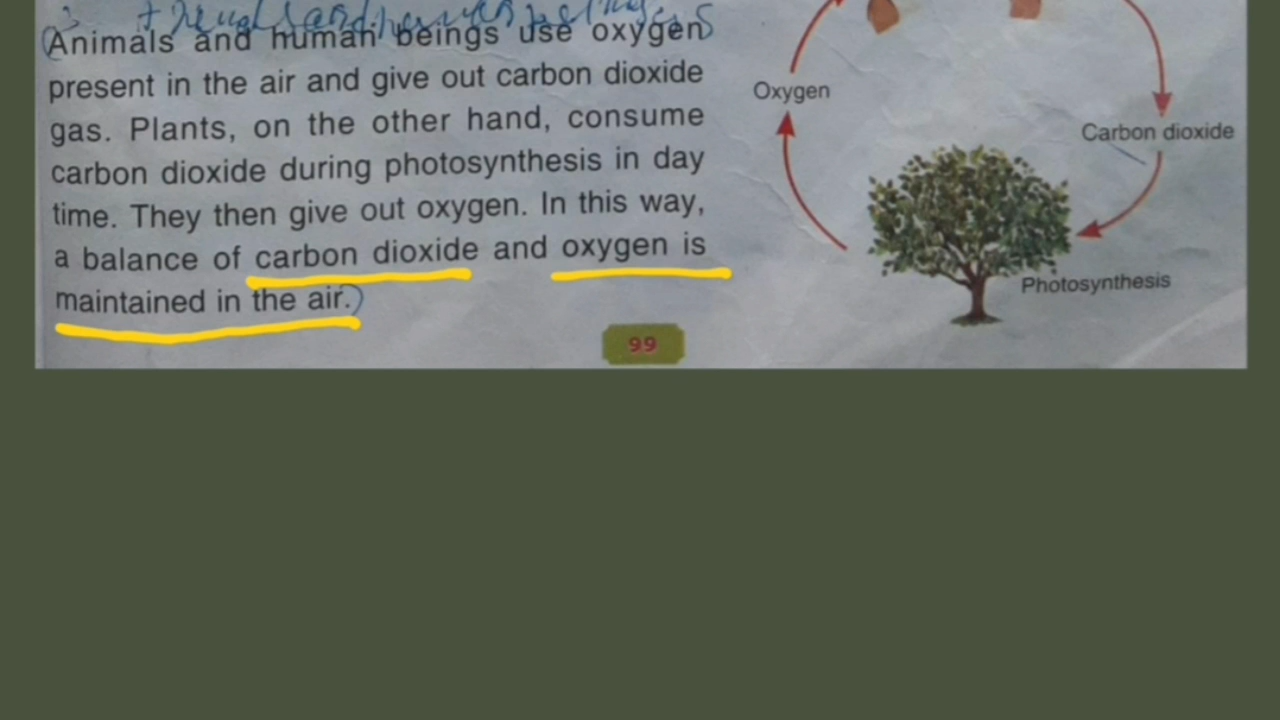 Animals and human beings use oxygen
present in the air and give out carbon dioxide
gas. Plants, on the other hand, consume
carbon dioxide during photosynthesis in day
time. They then give out oxygen. In this way,
a balance of carbon dioxide and oxygen is
maintained in the air.)
99
Oxygen
Carbon dioxide
Photosynthesis